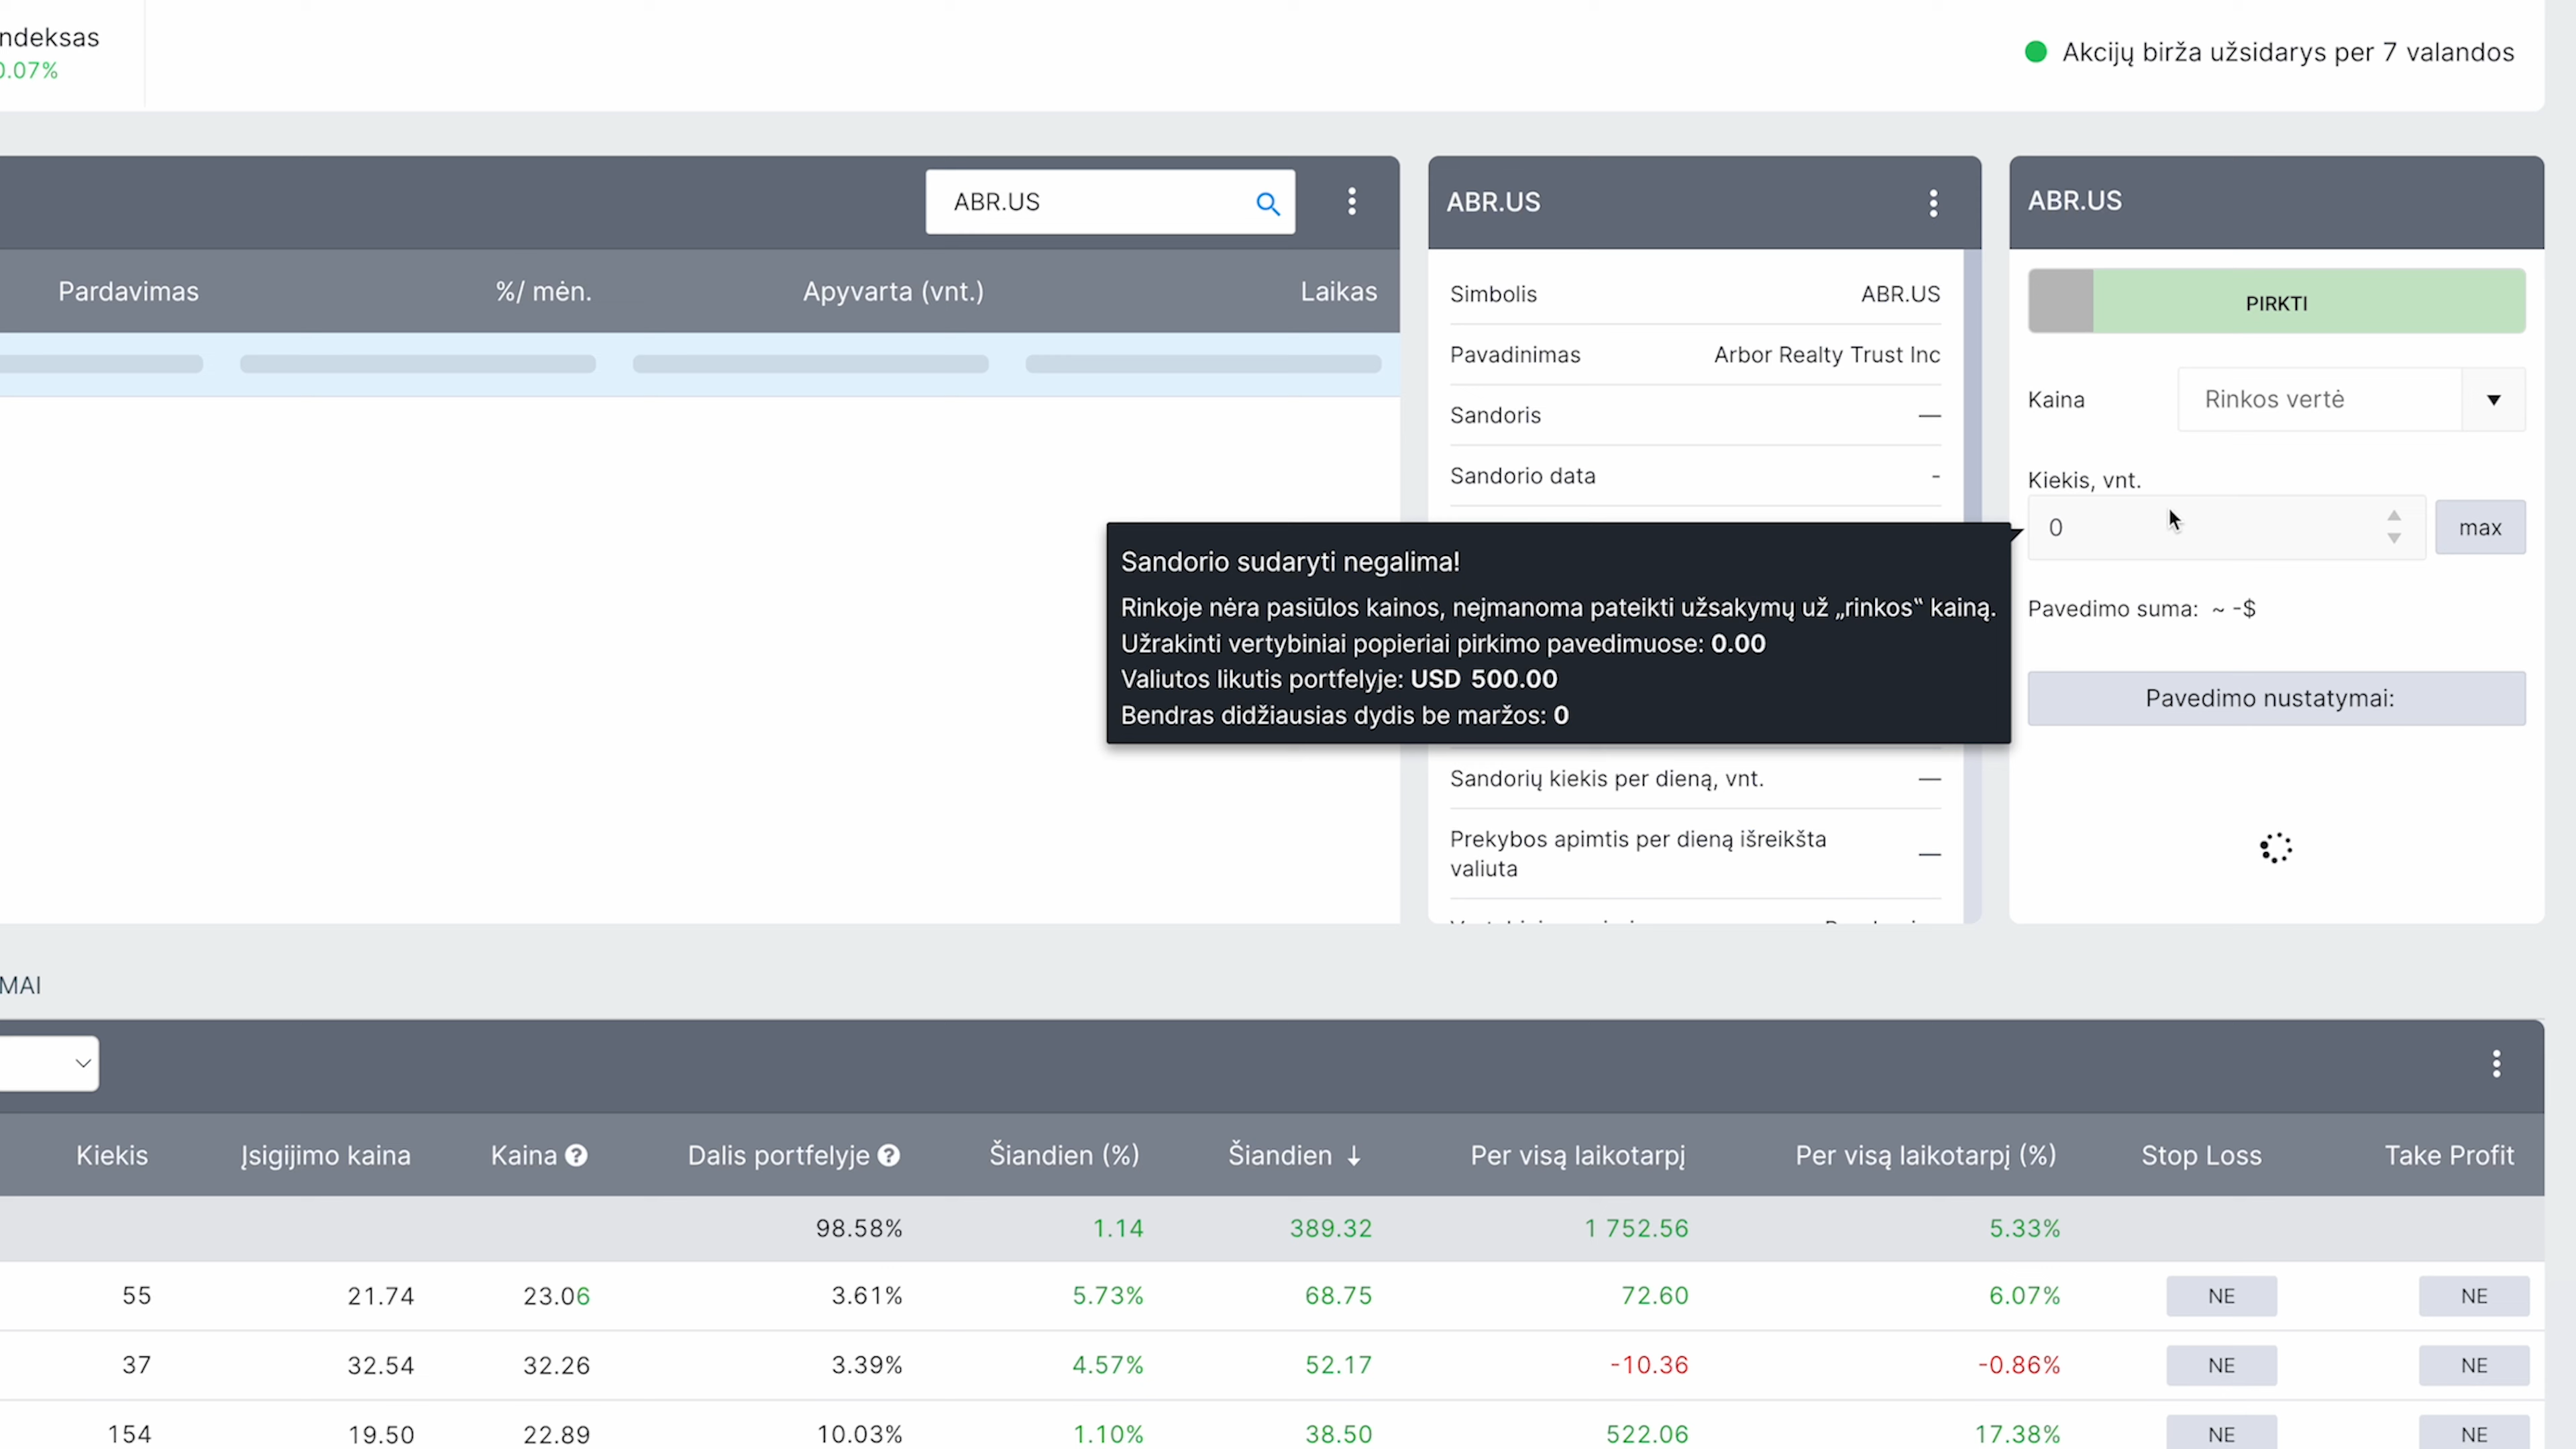 ndeksas
0.07%
Akcijų birža užsidarys per 7 valandos
ABR.US
Pardavimas %/ mėn. Apyvarta (vnt.) Laikas
ABR.US
Simbolis ABR.US
Pavadinimas Arbor Realty Trust Inc
Sandoris —
Sandorio data -
Sandorių kiekis per dieną, vnt. —
Prekybos apimtis per dieną išreikšta
valiuta —
ABR.US
PIRKTI
Kaina Rinkos vertė
Kiekis, vnt.
0 max
Pavedimo suma: ~ -$
Pavedimo nustatymai:
Sandorio sudaryti negalima!
Rinkoje nėra pasiūlos kainos, neįmanoma pateikti užsakymų už „rinkos“ kainą.
Užrakinti vertybiniai popieriai pirkimo pavedimuose: 0.00
Valiutos likutis portfelyje: USD 500.00
Bendras didžiausias dydis be maržos: 0
MAI
Kiekis Įsigijimo kaina Kaina ? Dalis portfelyje ? Šiandien (%) Šiandien ↓ Per visą laikotarpį Per visą laikotarpį (%) Stop Loss Take Profit
98.58% 1.14 389.32 1 752.56 5.33%
55 21.74 23.06 3.61% 5.73% 68.75 72.60 6.07% NE NE
37 32.54 32.26 3.39% 4.57% 52.17 -10.36 -0.86% NE NE
154 19.50 22.89 10.03% 1.10% 38.50 522.06 17.38% NE NE